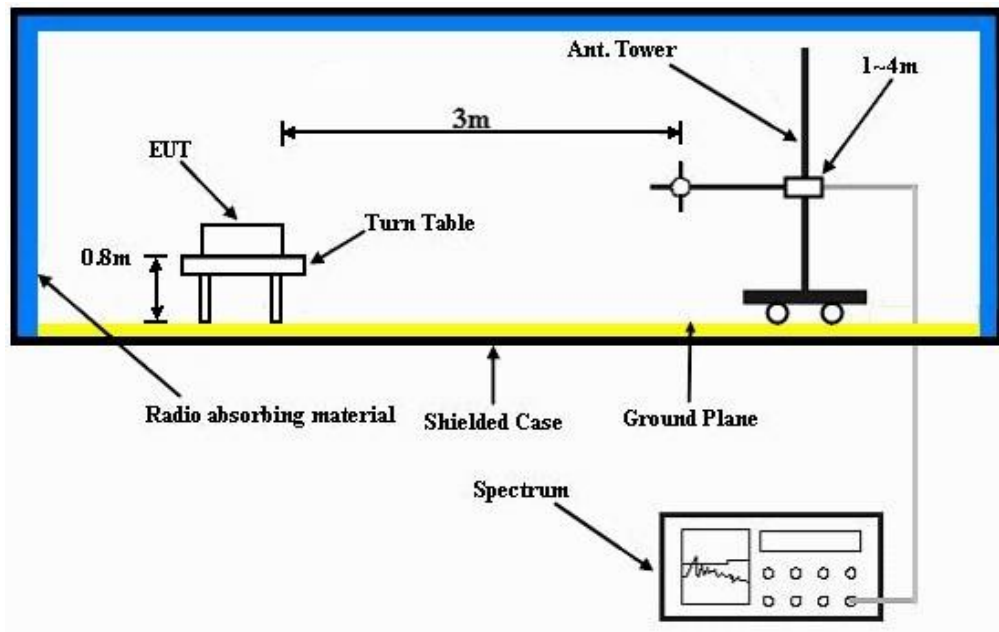 Ant. Tower
1~4m
3m
EUT
Turn Table
0.8m
Radio absorbing material
Shielded Case
Ground Plane
Spectrum